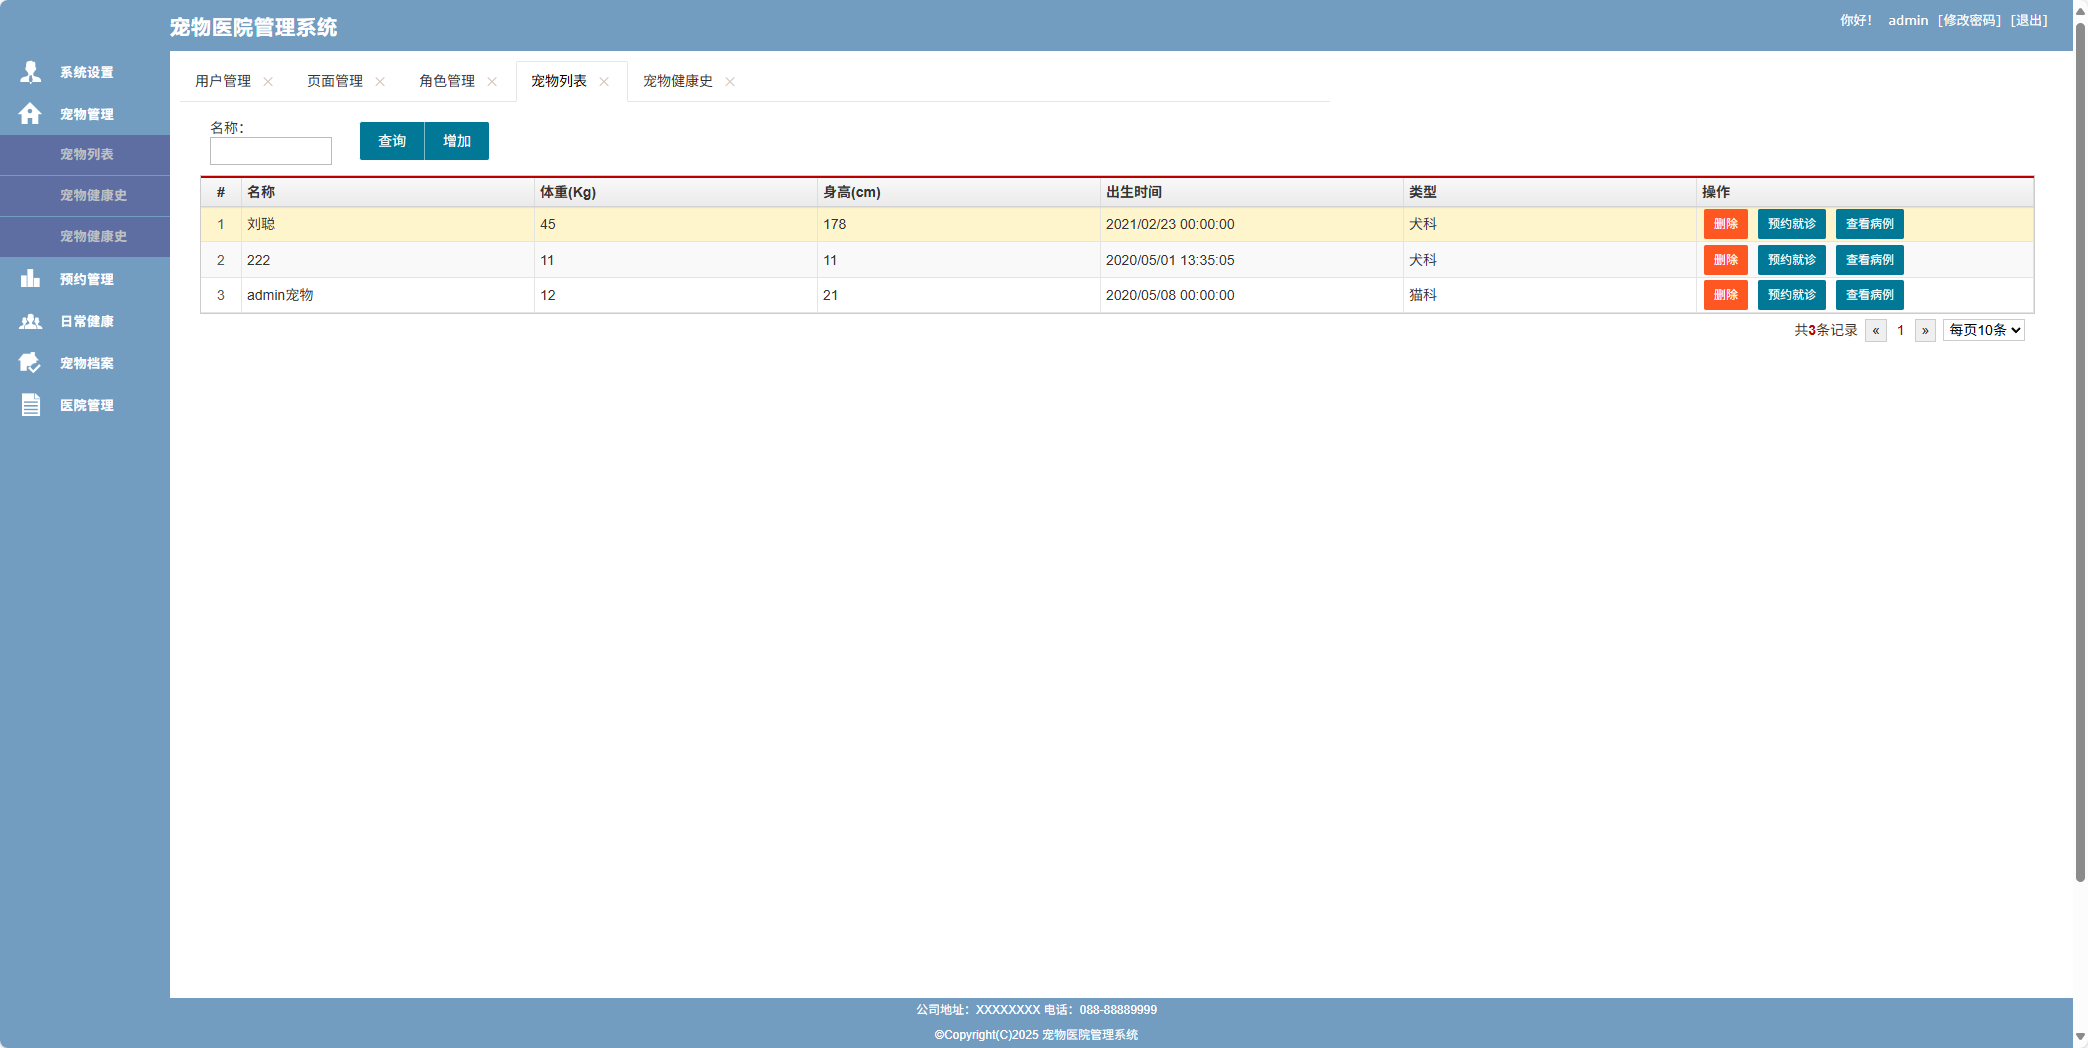 宠物医院管理系统
你好！ admin [修改密码] [退出]
系统设置
宠物管理
宠物列表
宠物健康史
宠物健康史
预约管理
日常健康
宠物档案
医院管理
用户管理 页面管理 角色管理 宠物列表 宠物健康史
名称：
查询 增加
# 名称 体重(Kg) 身高(cm) 出生时间 类型 操作
1 刘聪 45 178 2021/02/23 00:00:00 犬科 删除 预约就诊 查看病例
2 222 11 11 2020/05/01 13:35:05 犬科 删除 预约就诊 查看病例
3 admin宠物 12 21 2020/05/08 00:00:00 猫科 删除 预约就诊 查看病例
共3条记录 « 1 » 每页10条
公司地址：XXXXXXXX 电话：088-88889999
©Copyright(C)2025 宠物医院管理系统